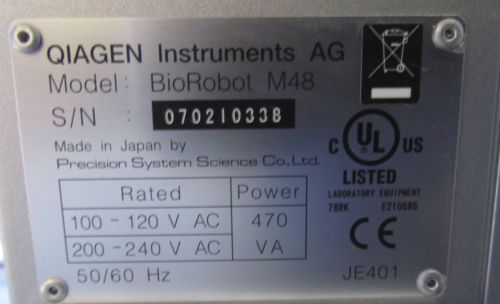 QIAGEN Instruments AG
Model: BioRobot M48
S/N : 070210338
Made in Japan by
Precision System Science Co,.Ltd.
Rated Power
100-120 V AC 470
200-240 V AC VA
50/60 Hz
C UL US
LISTED
LABORATORY EQUIPMENT
78RK E210686
CE
JE401